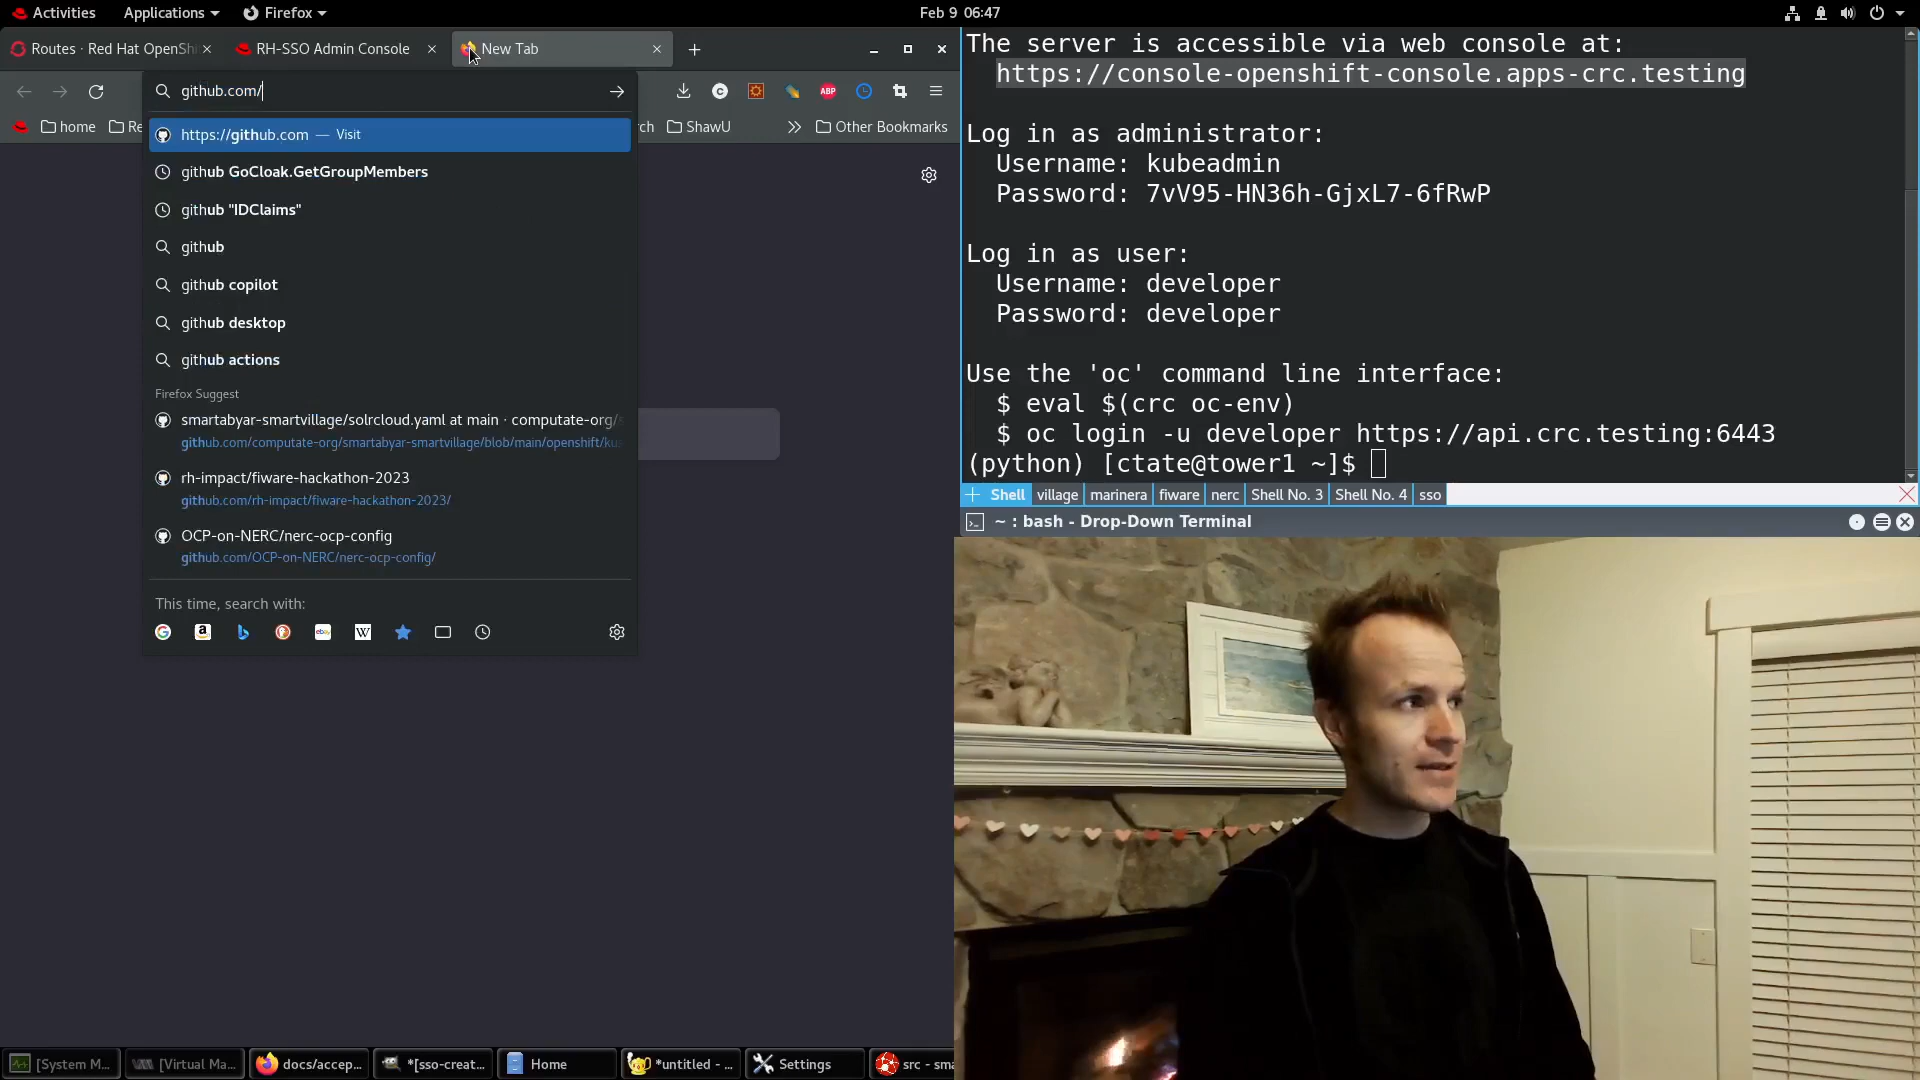 Activities
Applications
Firefox
Feb 9 06:47
Routes · Red Hat OpenShi
RH-SSO Admin Console
New Tab
github.com/
ABP
home
Re
rch
ShawU
Other Bookmarks
https://github.com — Visit
github GoCloak.GetGroupMembers
github "IDClaims"
github
github copilot
github desktop
github actions
Firefox Suggest
smartabyar-smartvillage/solrcloud.yaml at main · computate-org/s
github.com/computate-org/smartabyar-smartvillage/blob/main/openshift/ku
rh-impact/fiware-hackathon-2023
github.com/rh-impact/fiware-hackathon-2023/
OCP-on-NERC/nerc-ocp-config
github.com/OCP-on-NERC/nerc-ocp-config/
This time, search with:
The server is accessible via web console at:
https://console-openshift-console.apps-crc.testing
Log in as administrator:
Username: kubeadmin
Password: 7vV95-HN36h-GjxL7-6fRwP
Log in as user:
Username: developer
Password: developer
Use the 'oc' command line interface:
$ eval $(crc oc-env)
$ oc login -u developer https://api.crc.testing:6443
(python) [ctate@tower1 ~]$
Shell
village
marinera
fiware
nerc
Shell No. 3
Shell No. 4
sso
~ : bash - Drop-Down Terminal
[System M...
[Virtual Ma...
docs/accep...
*[sso-creat...
Home
*untitled - ...
Settings
src - sma